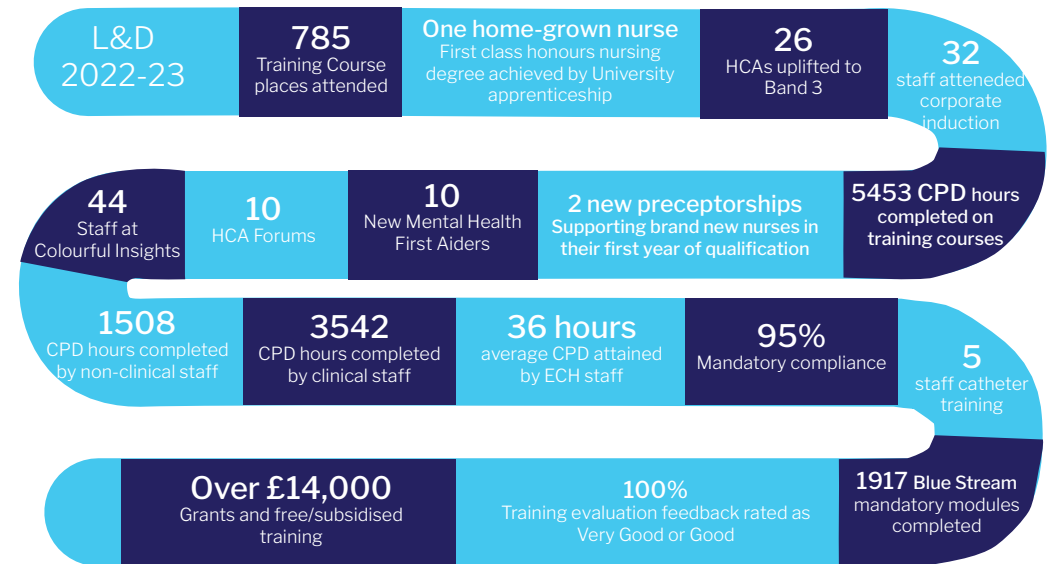 L&D
2022-23
785
Training Course
places attended
One home-grown nurse
First class honours nursing
degree achieved by University
apprenticeship
26
HCAs uplifted to
Band 3
32
staff atteneded
corporate
induction
5453 CPD hours
completed on
training courses
2 new preceptorships
Supporting brand new nurses in
their first year of qualification
10
New Mental Health
First Aiders
10
HCA Forums
44
Staff at
Colourful Insights
1508
CPD hours completed
by non-clinical staff
3542
CPD hours completed
by clinical staff
36 hours
average CPD attained
by ECH staff
95%
Mandatory compliance
5
staff catheter
training
1917 Blue Stream
mandatory modules
completed
100%
Training evaluation feedback rated as
Very Good or Good
Over £14,000
Grants and free/subsidised
training